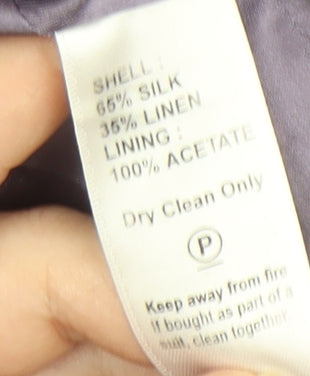 SHELL :
65% SILK
35% LINEN
LINING :
100% ACETATE
Dry Clean Only
P
Keep away from fire
If bought as part of a
suit, clean together.